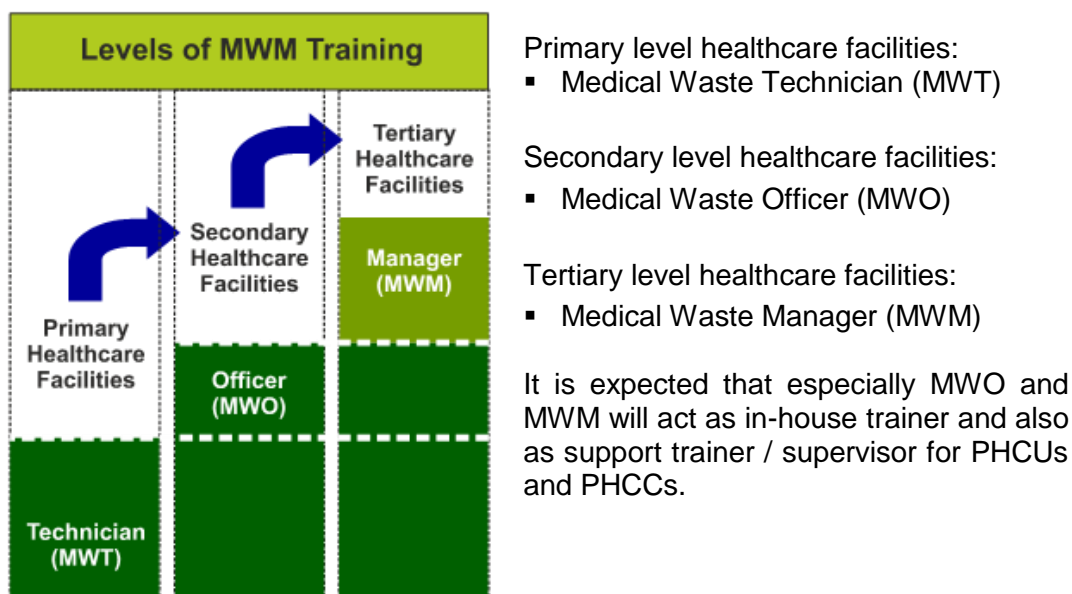 Levels of MWM Training
Primary
Healthcare
Facilities
Technician
(MWT)
Secondary
Healthcare
Facilities
Officer
(MWO)
Tertiary
Healthcare
Facilities
Manager
(MWM)
Primary level healthcare facilities:
▪ Medical Waste Technician (MWT)
Secondary level healthcare facilities:
▪ Medical Waste Officer (MWO)
Tertiary level healthcare facilities:
▪ Medical Waste Manager (MWM)
It is expected that especially MWO and
MWM will act as in-house trainer and also
as support trainer / supervisor for PHCUs
and PHCCs.